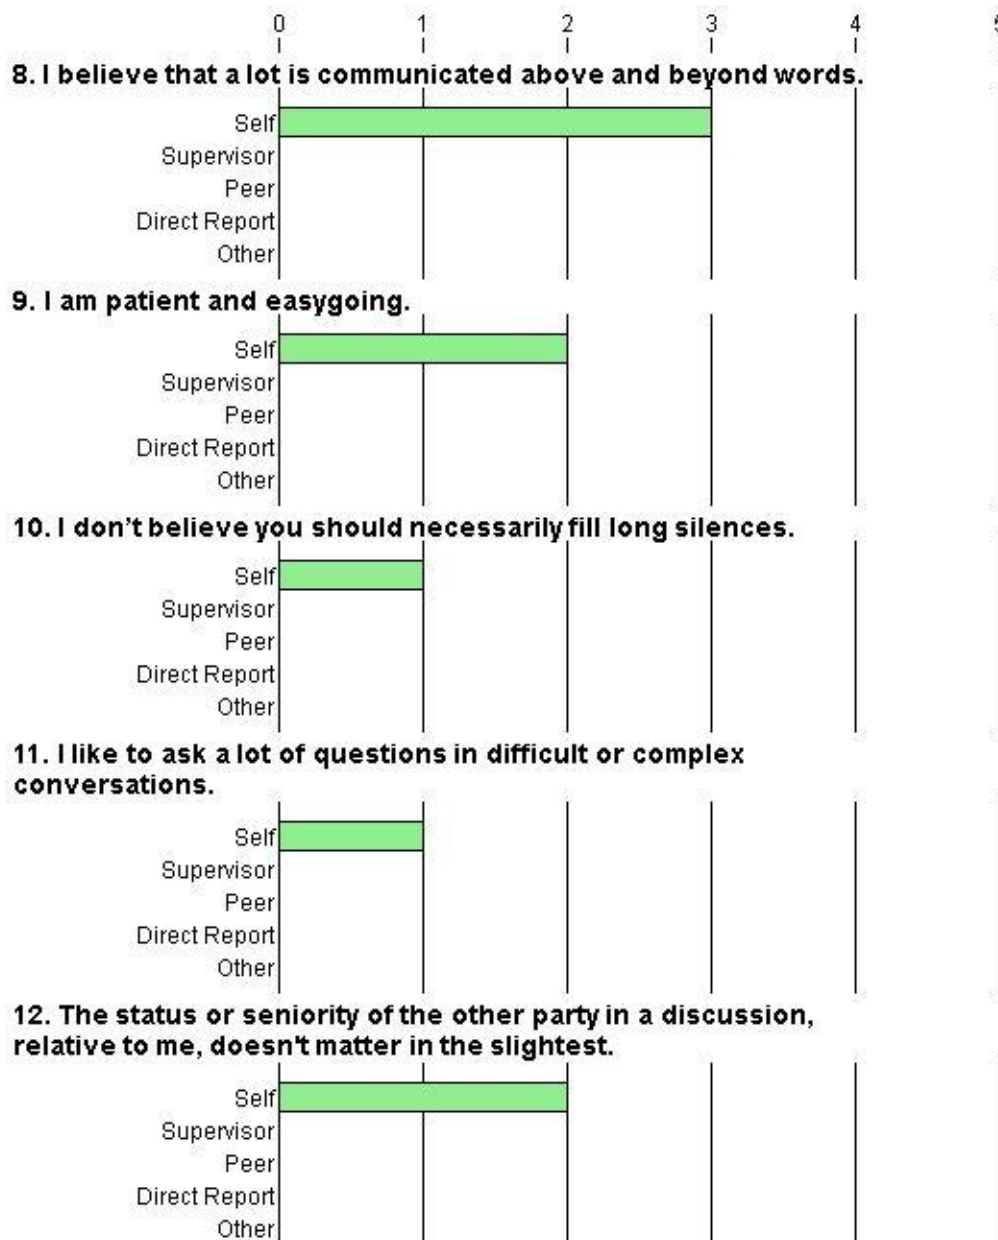 0 1 2 3 4 5
8. I believe that a lot is communicated above and beyond words.
Self
Supervisor
Peer
Direct Report
Other
9. I am patient and easygoing.
Self
Supervisor
Peer
Direct Report
Other
10. I don't believe you should necessarily fill long silences.
Self
Supervisor
Peer
Direct Report
Other
11. I like to ask a lot of questions in difficult or complex
conversations.
Self
Supervisor
Peer
Direct Report
Other
12. The status or seniority of the other party in a discussion,
relative to me, doesn't matter in the slightest.
Self
Supervisor
Peer
Direct Report
Other